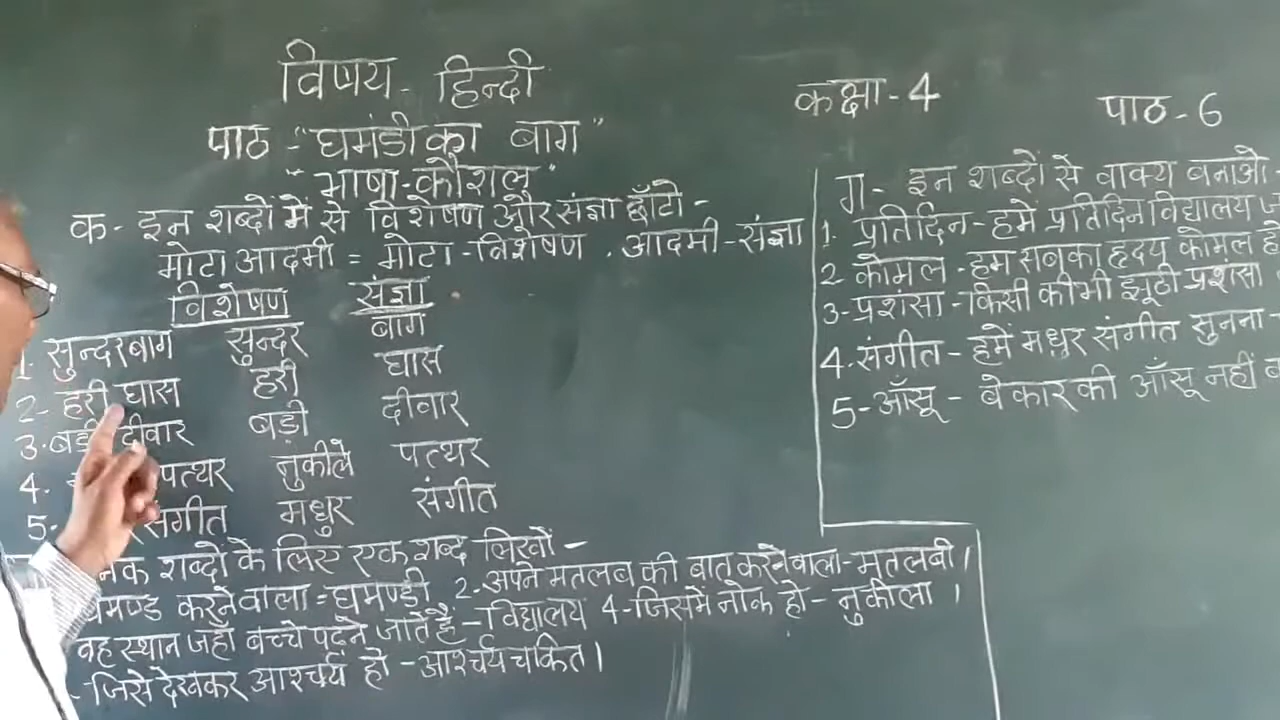 विषय - हिन्दी
कक्षा - 4
पाठ - 6
पाठ - "घमंडी का बाग"
"भाषा-कौशल"
क - इन शब्दों में से विशेषण और संज्ञा छाँटो -
मोटा आदमी = मोटा - विशेषण . आदमी - संज्ञा
विशेषण संज्ञा
1. सुन्दरबाग सुन्दर बाग
2- हरी घास हरी घास
3. बड़ी दीवार बड़ी दीवार
4. पत्थर नुकीले पत्थर
5. संगीत मधुर संगीत
शब्दों के लिए एक शब्द लिखों -
करनेवाला = घमण्डी 2- अपने मतलब की बात करनेवाला - मतलबी।
वह स्थान जहाँ बच्चे पढ़ने जाते हैं - विद्यालय 4 - जिसमें नोक हो - नुकीला।
- जिसे देखकर आश्चर्य हो - आश्चर्यचकित।
ग - इन शब्दों से वाक्य बनाओ -
1. प्रतिदिन - हमें प्रतिदिन विद्यालय
2. कोमल - हम सबका हृदय कोमल
3- प्रशंसा - किसी की भी झूठी प्रशंसा
4. संगीत - हमें मधुर संगीत सुनना
5 - आँसू - बेकार की आँसू नहीं